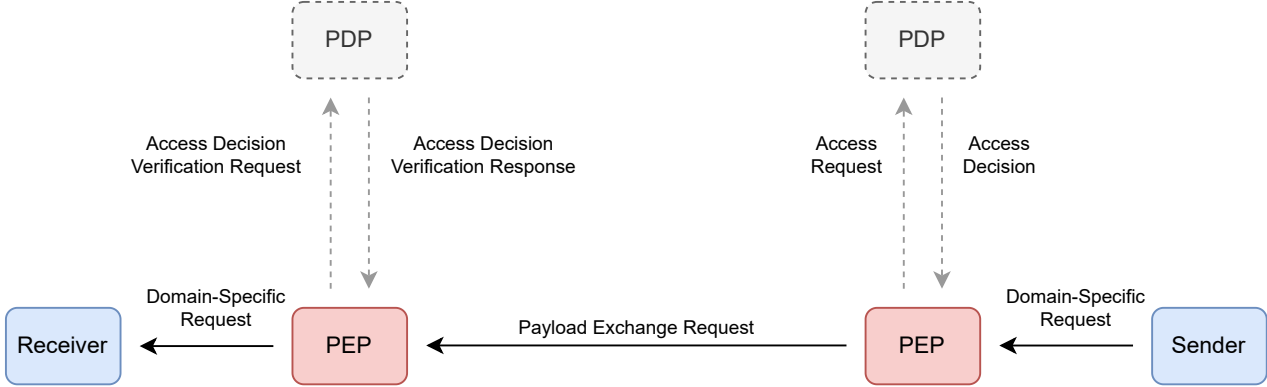 PDP
PDP
Access Decision
Verification Request
Access Decision
Verification Response
Access
Request
Access
Decision
Domain-Specific
Request
Domain-Specific
Request
Payload Exchange Request
Receiver
PEP
PEP
Sender